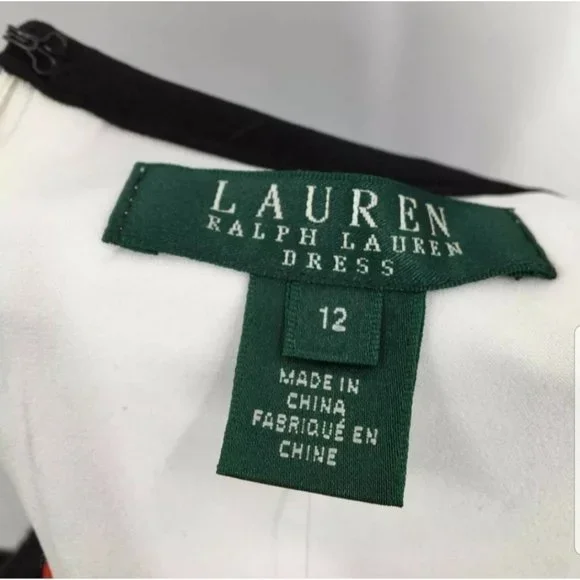 LAUREN
RALPH LAUREN
DRESS
12
MADE IN
CHINA
FABRIQUÉ EN
CHINE